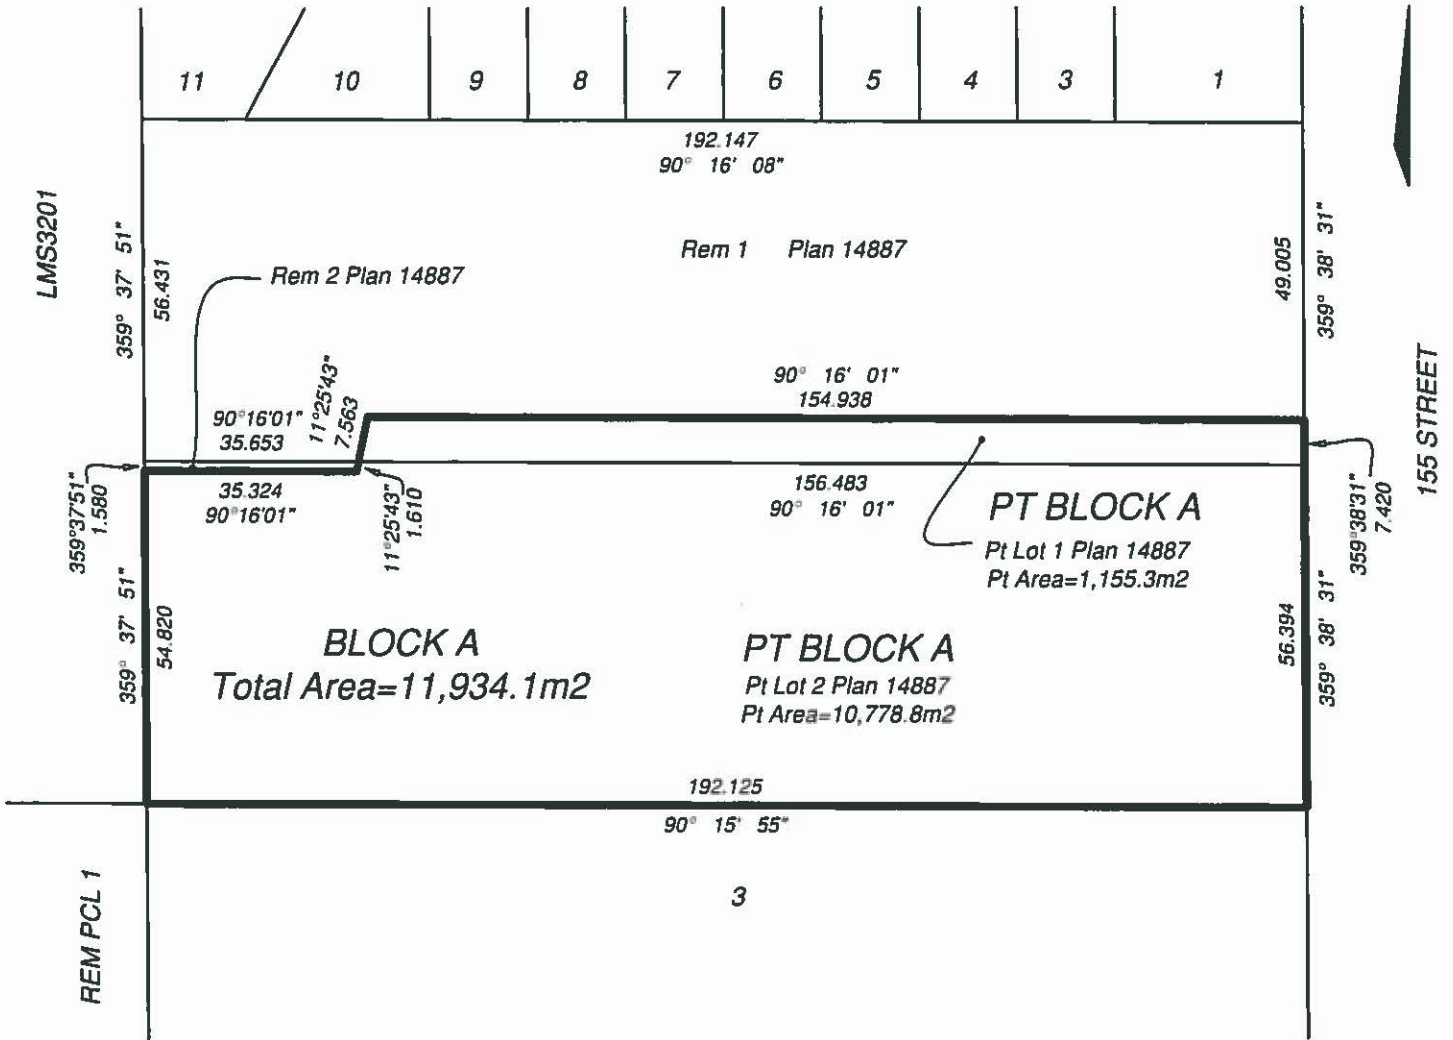 11
10
9
8
7
6
5
4
3
1
192.147
90° 16' 08"
LMS3201
359° 37' 51"
56.431
Rem 1 Plan 14887
Rem 2 Plan 14887
49.005
359° 38' 31"
155 STREET
90° 16' 01"
154.938
90°16'01"
35.653
11°25'43"
7.563
359°37'51"
1.580
35.324
90°16'01"
11°25'43"
1.610
156.483
90° 16' 01"
359°38'31"
7.420
PT BLOCK A
Pt Lot 1 Plan 14887
Pt Area=1,155.3m2
359° 37' 51"
54.820
BLOCK A
Total Area=11,934.1m2
PT BLOCK A
Pt Lot 2 Plan 14887
Pt Area=10,778.8m2
56.394
359° 38' 31"
192.125
90° 15' 55"
REM PCL 1
3